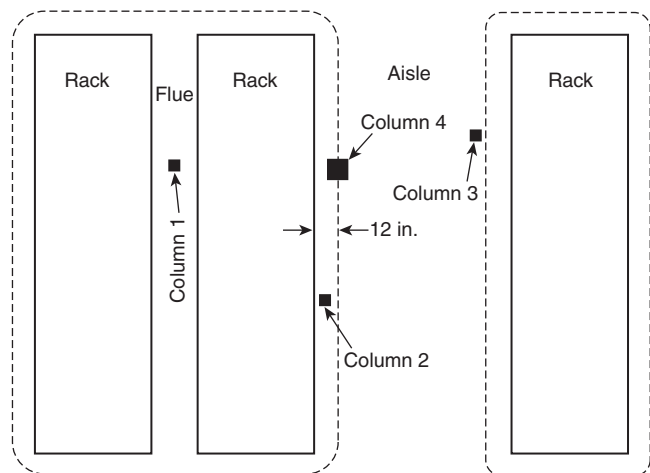 Rack
Flue
Rack
Aisle
Rack
Column 4
Column 3
Column 1
12 in.
Column 2